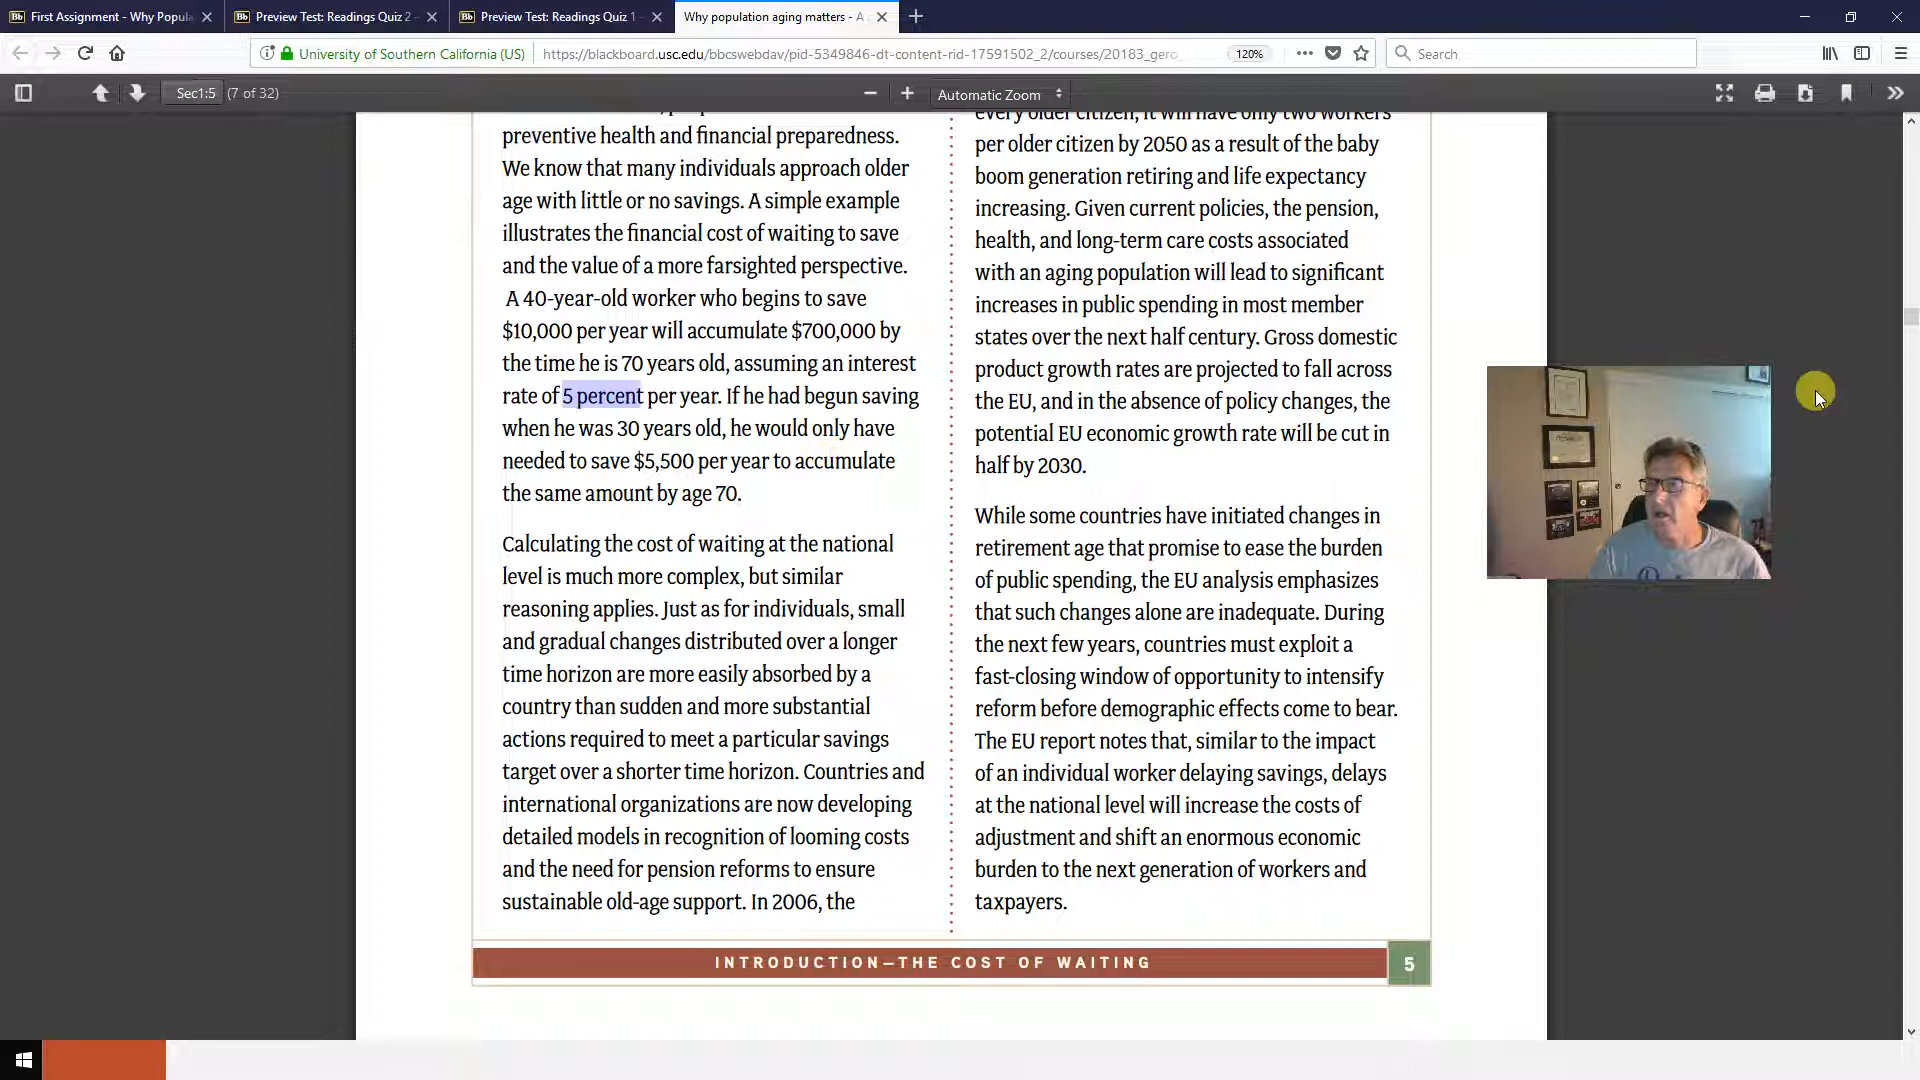 First Assignment - Why Popula
Preview Test: Readings Quiz 2 –
Preview Test: Readings Quiz 1 –
Why population aging matters - A
University of Southern California (US)
https://blackboard.usc.edu/bbcswebdav/pid-5349846-dt-content-rid-17591502_2/courses/20183_gero_
120%
Search
Sec1:5
(7 of 32)
Automatic Zoom
preventive health and financial preparedness.
We know that many individuals approach older
age with little or no savings. A simple example
illustrates the financial cost of waiting to save
and the value of a more farsighted perspective.
A 40-year-old worker who begins to save
$10,000 per year will accumulate $700,000 by
the time he is 70 years old, assuming an interest
rate of 5 percent per year. If he had begun saving
when he was 30 years old, he would only have
needed to save $5,500 per year to accumulate
the same amount by age 70.
Calculating the cost of waiting at the national
level is much more complex, but similar
reasoning applies. Just as for individuals, small
and gradual changes distributed over a longer
time horizon are more easily absorbed by a
country than sudden and more substantial
actions required to meet a particular savings
target over a shorter time horizon. Countries and
international organizations are now developing
detailed models in recognition of looming costs
and the need for pension reforms to ensure
sustainable old-age support. In 2006, the
every older citizen, it will have only two workers
per older citizen by 2050 as a result of the baby
boom generation retiring and life expectancy
increasing. Given current policies, the pension,
health, and long-term care costs associated
with an aging population will lead to significant
increases in public spending in most member
states over the next half century. Gross domestic
product growth rates are projected to fall across
the EU, and in the absence of policy changes, the
potential EU economic growth rate will be cut in
half by 2030.
While some countries have initiated changes in
retirement age that promise to ease the burden
of public spending, the EU analysis emphasizes
that such changes alone are inadequate. During
the next few years, countries must exploit a
fast-closing window of opportunity to intensify
reform before demographic effects come to bear.
The EU report notes that, similar to the impact
of an individual worker delaying savings, delays
at the national level will increase the costs of
adjustment and shift an enormous economic
burden to the next generation of workers and
taxpayers.
INTRODUCTION—THE COST OF WAITING
5